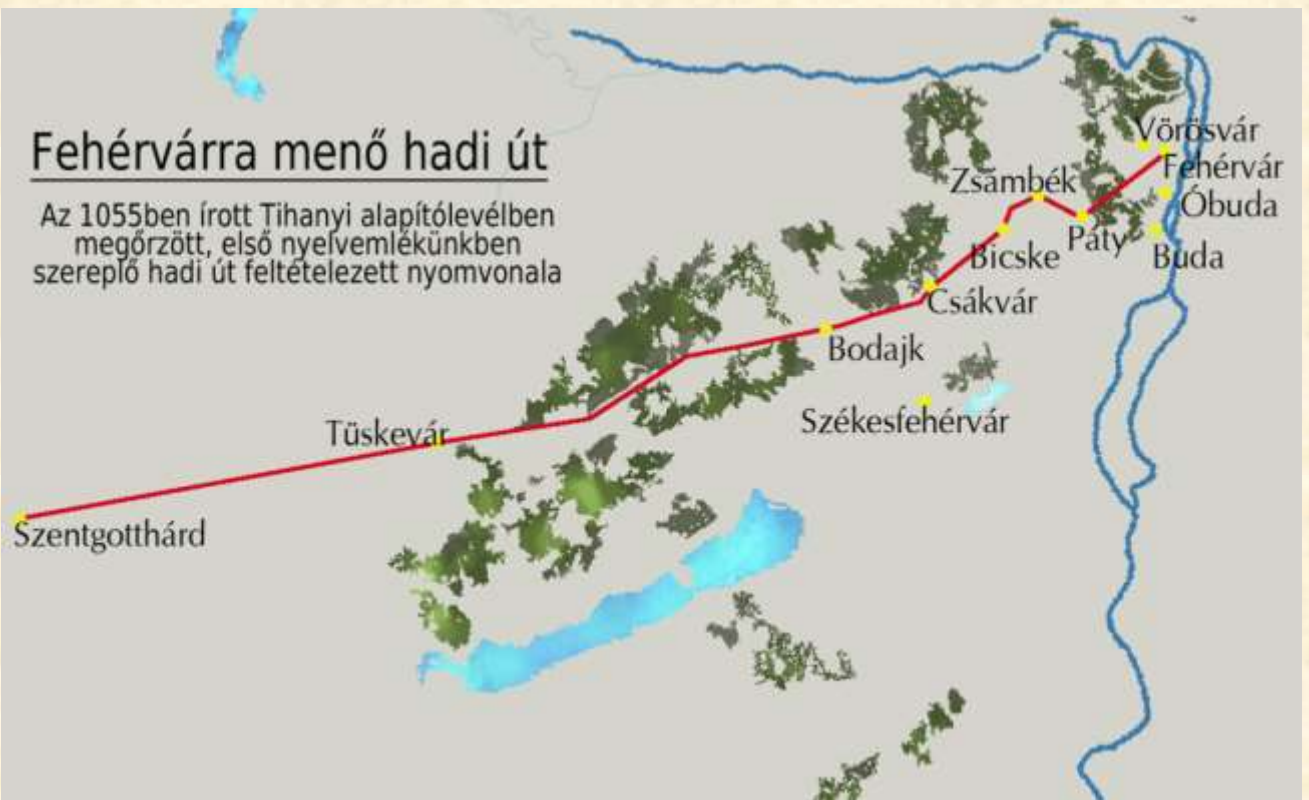 Fehérvárra menő hadi út
Az 1055ben írott Tihanyi alapítólevélben
megőrzött, első nyelvemlékünkben
szereplő hadi út feltételezett nyomvonala
Vörösvár
Fehérvár
Zsámbék
Óbuda
Páty
Buda
Bicske
Csákvár
Bodajk
Székesfehérvár
Tüskevár
Szentgotthárd